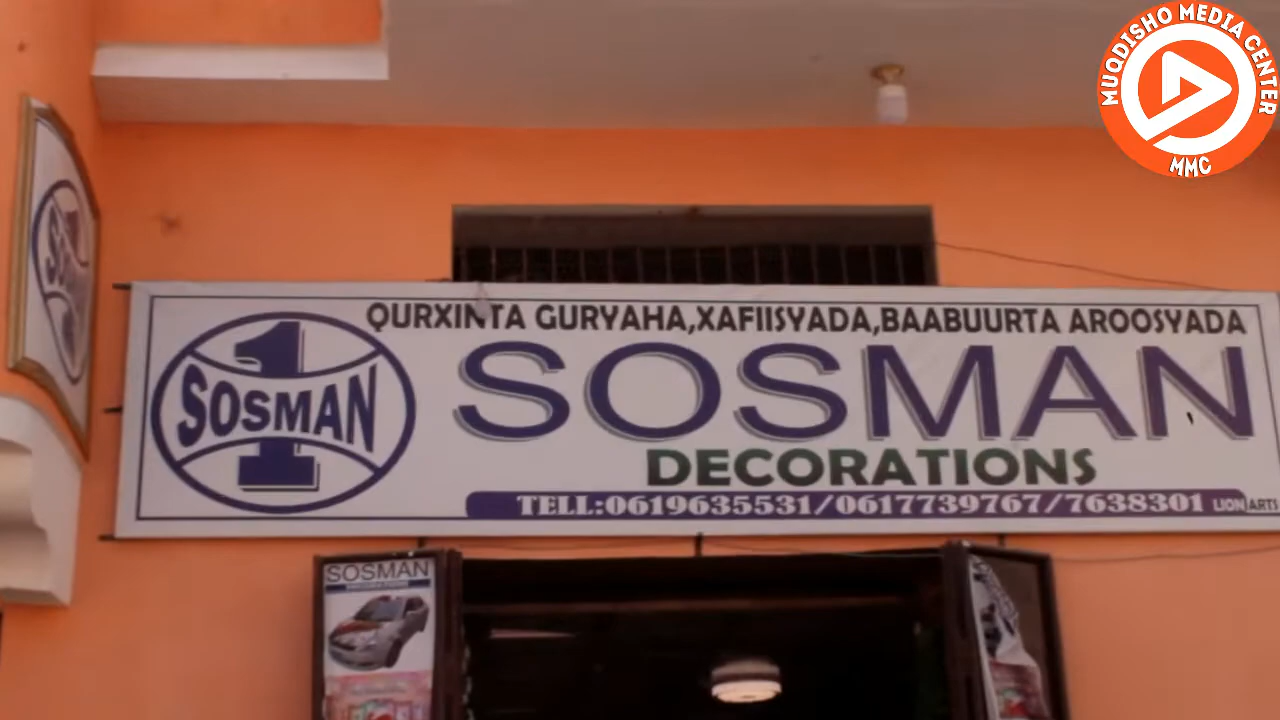 MUQDISHO MEDIA CENTER
MMC
QURXINTA GURYAHA,XAFIISYADA,BAABUURTA AROOSYADA
1
SOSMAN
SOSMAN
DECORATIONS
TELL:0619635531/0617739767/7638301
LION ARTS
SOSMAN